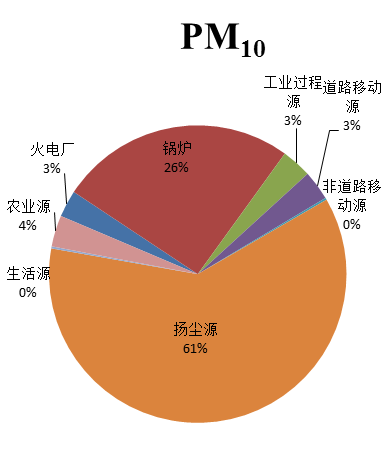 PM10
工业过程
源
3%
道路移动
源
3%
锅炉
26%
火电厂
3%
非道路移
动源
0%
农业源
4%
生活源
0%
扬尘源
61%